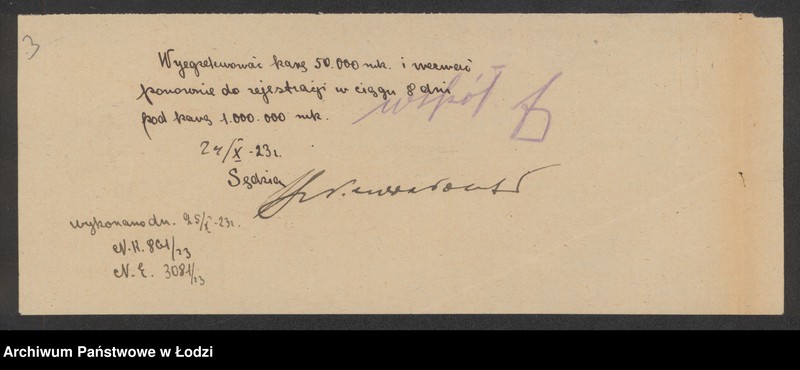 3
Wyegzekwować karę 50.000 mk. i wezwać
ponownie do rejestracji w ciągu 8 dni
pod karą 1.000.000 mk.
współ
24/X-23 r.
Sędzia
wykonano dn. 25/X-23 r.
N. K. 801/23
N. E. 3081/23
Archiwum Państwowe w Łodzi